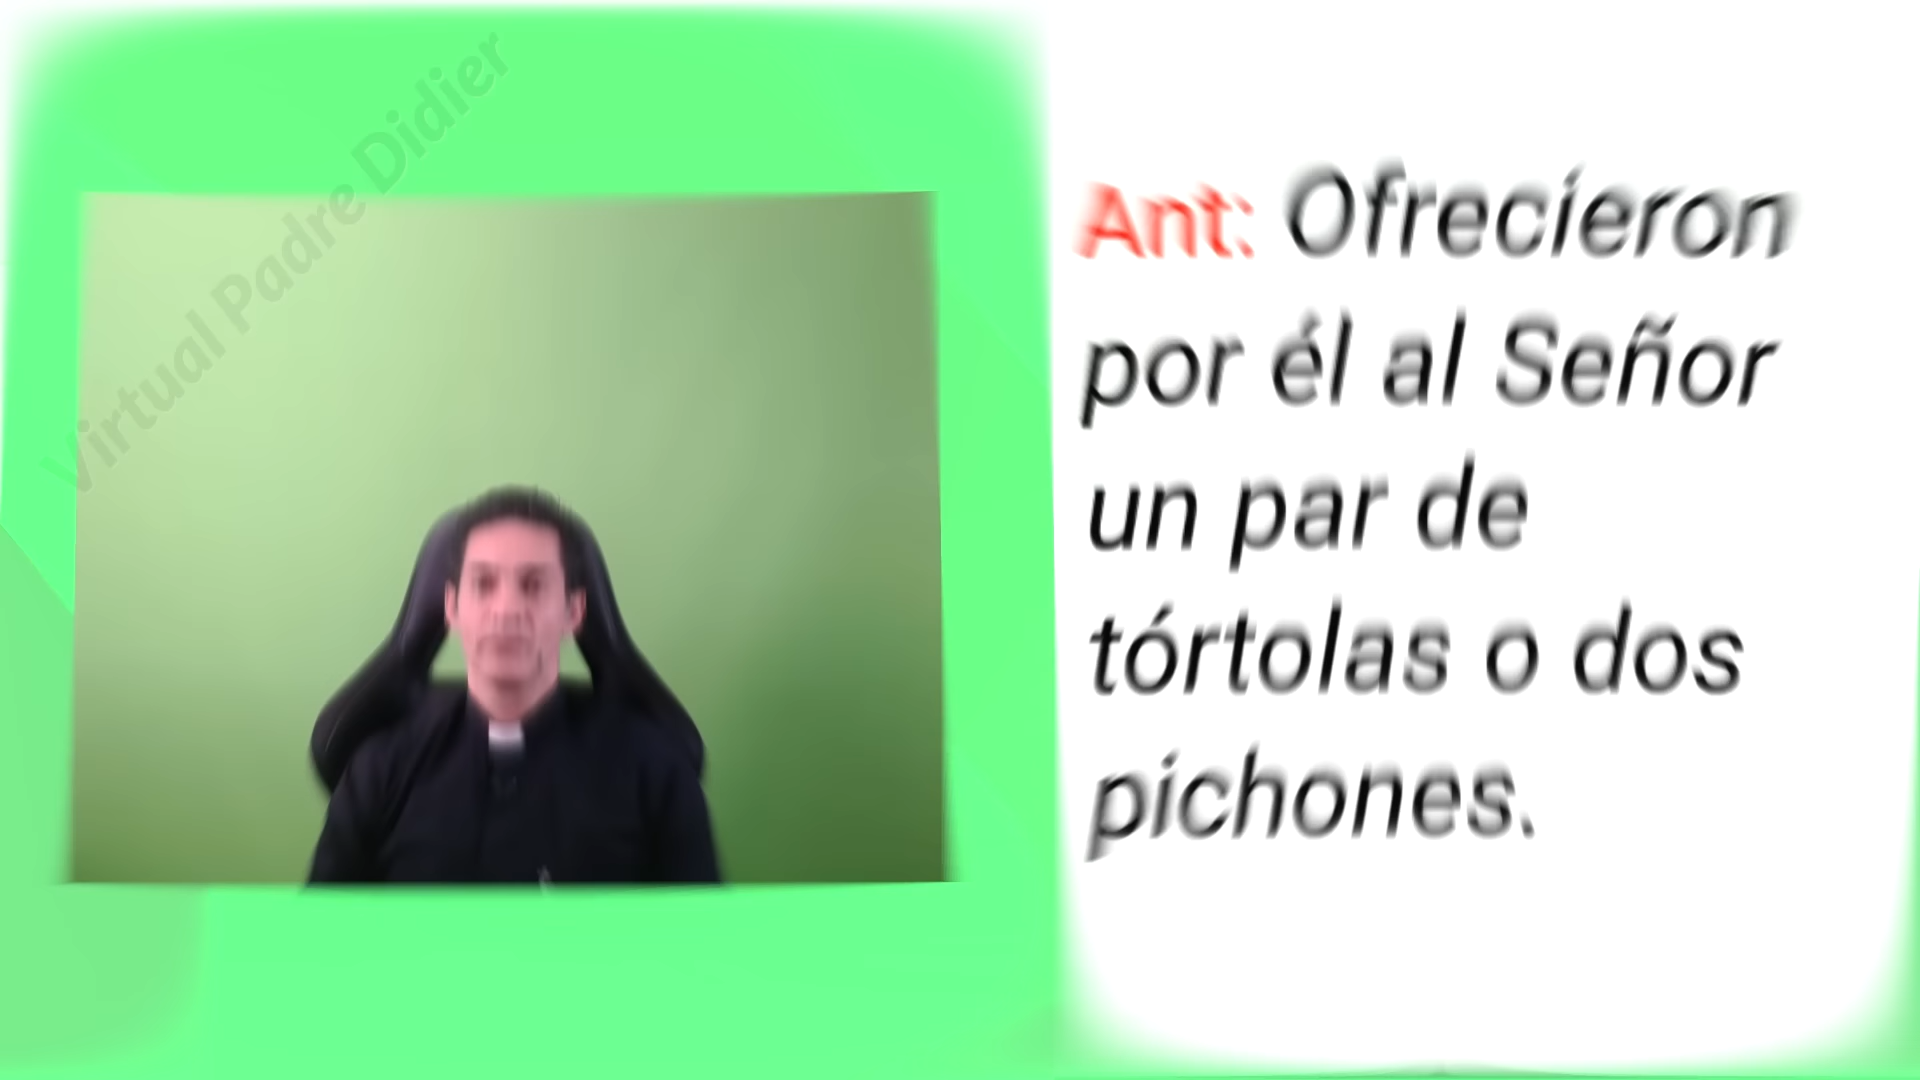 Virtual Padre Didier
Ant: Ofrecieron
por él al Señor
un par de
tórtolas o dos
pichones.